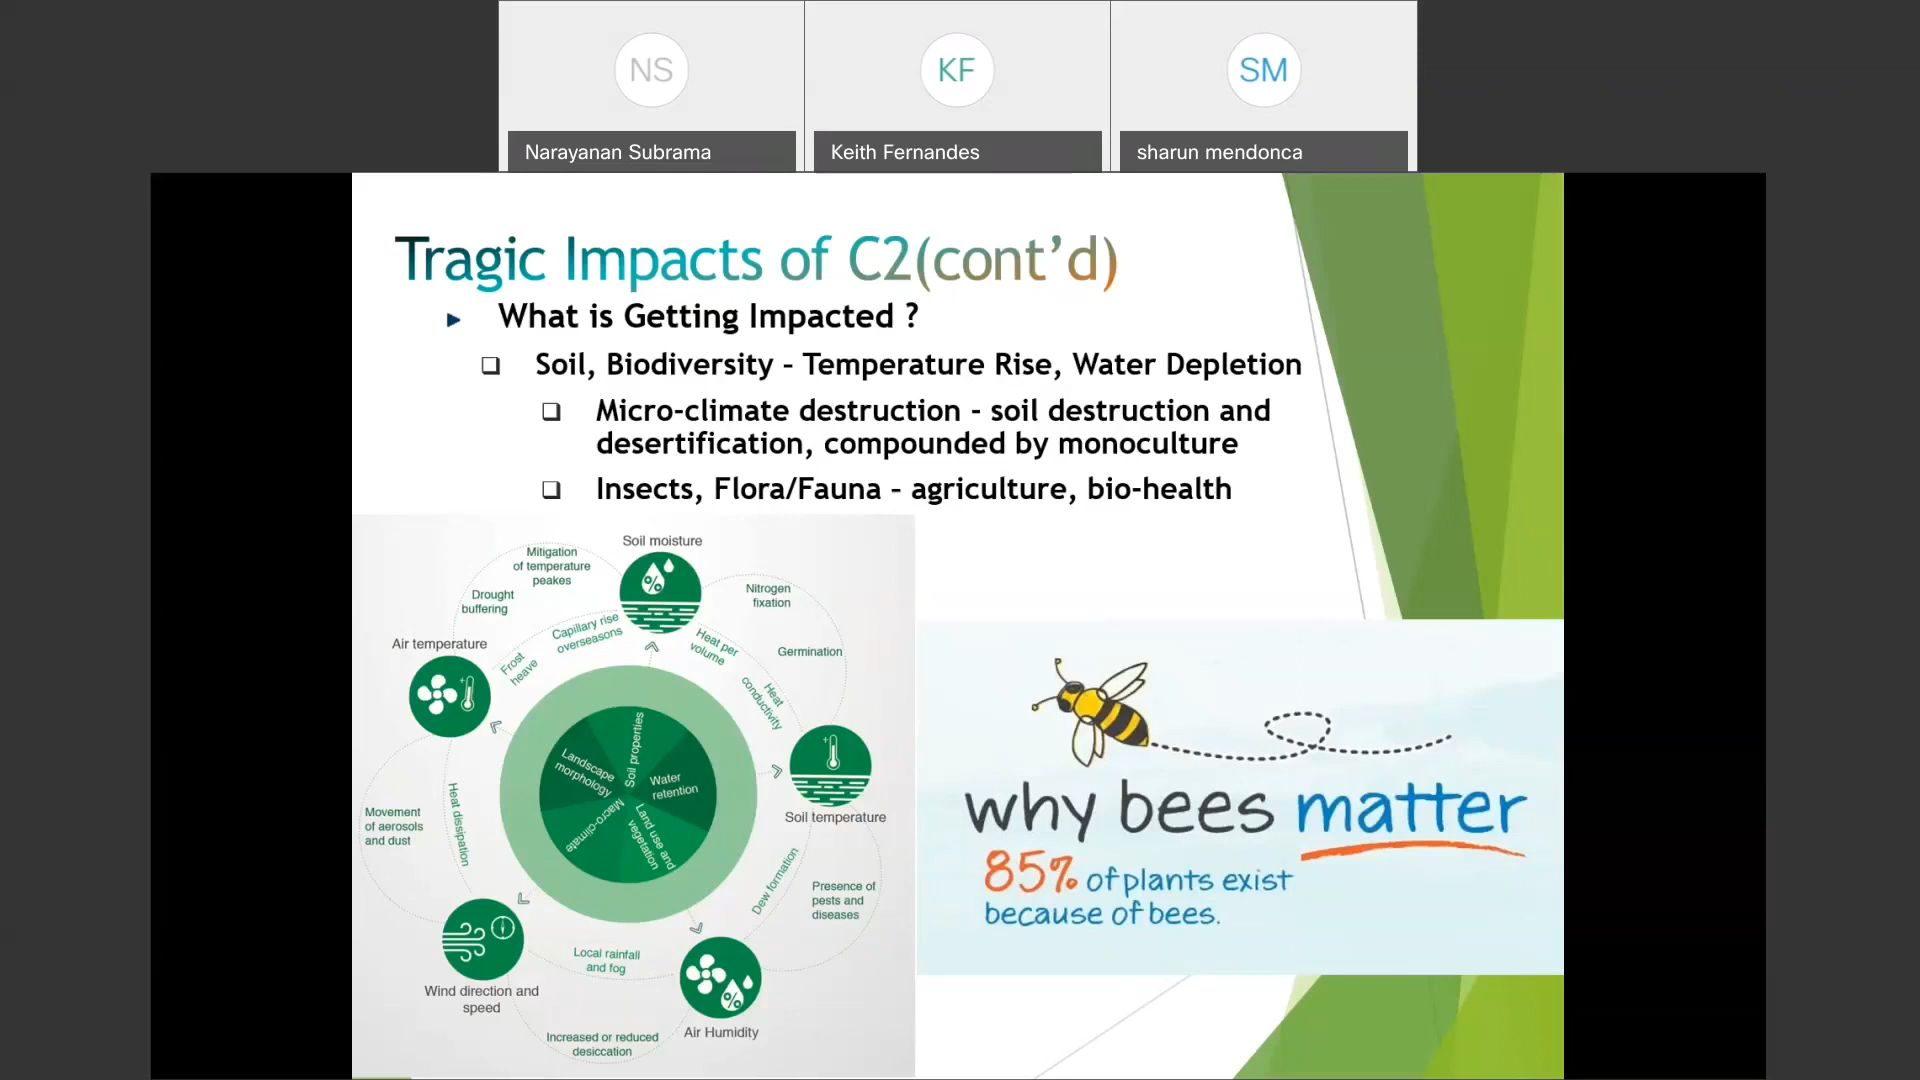 NS
KF
SM
Narayanan Subrama
Keith Fernandes
sharun mendonca
Tragic Impacts of C2(cont’d)
What is Getting Impacted ?
Soil, Biodiversity – Temperature Rise, Water Depletion
Micro-climate destruction - soil destruction and
desertification, compounded by monoculture
Insects, Flora/Fauna – agriculture, bio-health
Soil moisture
Mitigation
of temperature
peakes
Drought
buffering
Nitrogen
fixation
Capillary rise
overseasons
Heat per
volume
Air temperature
Frost
heave
Germination
Heat
conductivity
Soil properties
Landscape
morphology
Water
retention
Macro-climate
Land use and
vegetation
Soil temperature
Movement
of aerosols
and dust
Heat dissipation
Dew formation
Presence of
pests and
diseases
Local rainfall
and fog
Wind direction and
speed
Air Humidity
Increased or reduced
desiccation
why bees matter
85% of plants exist
because of bees.